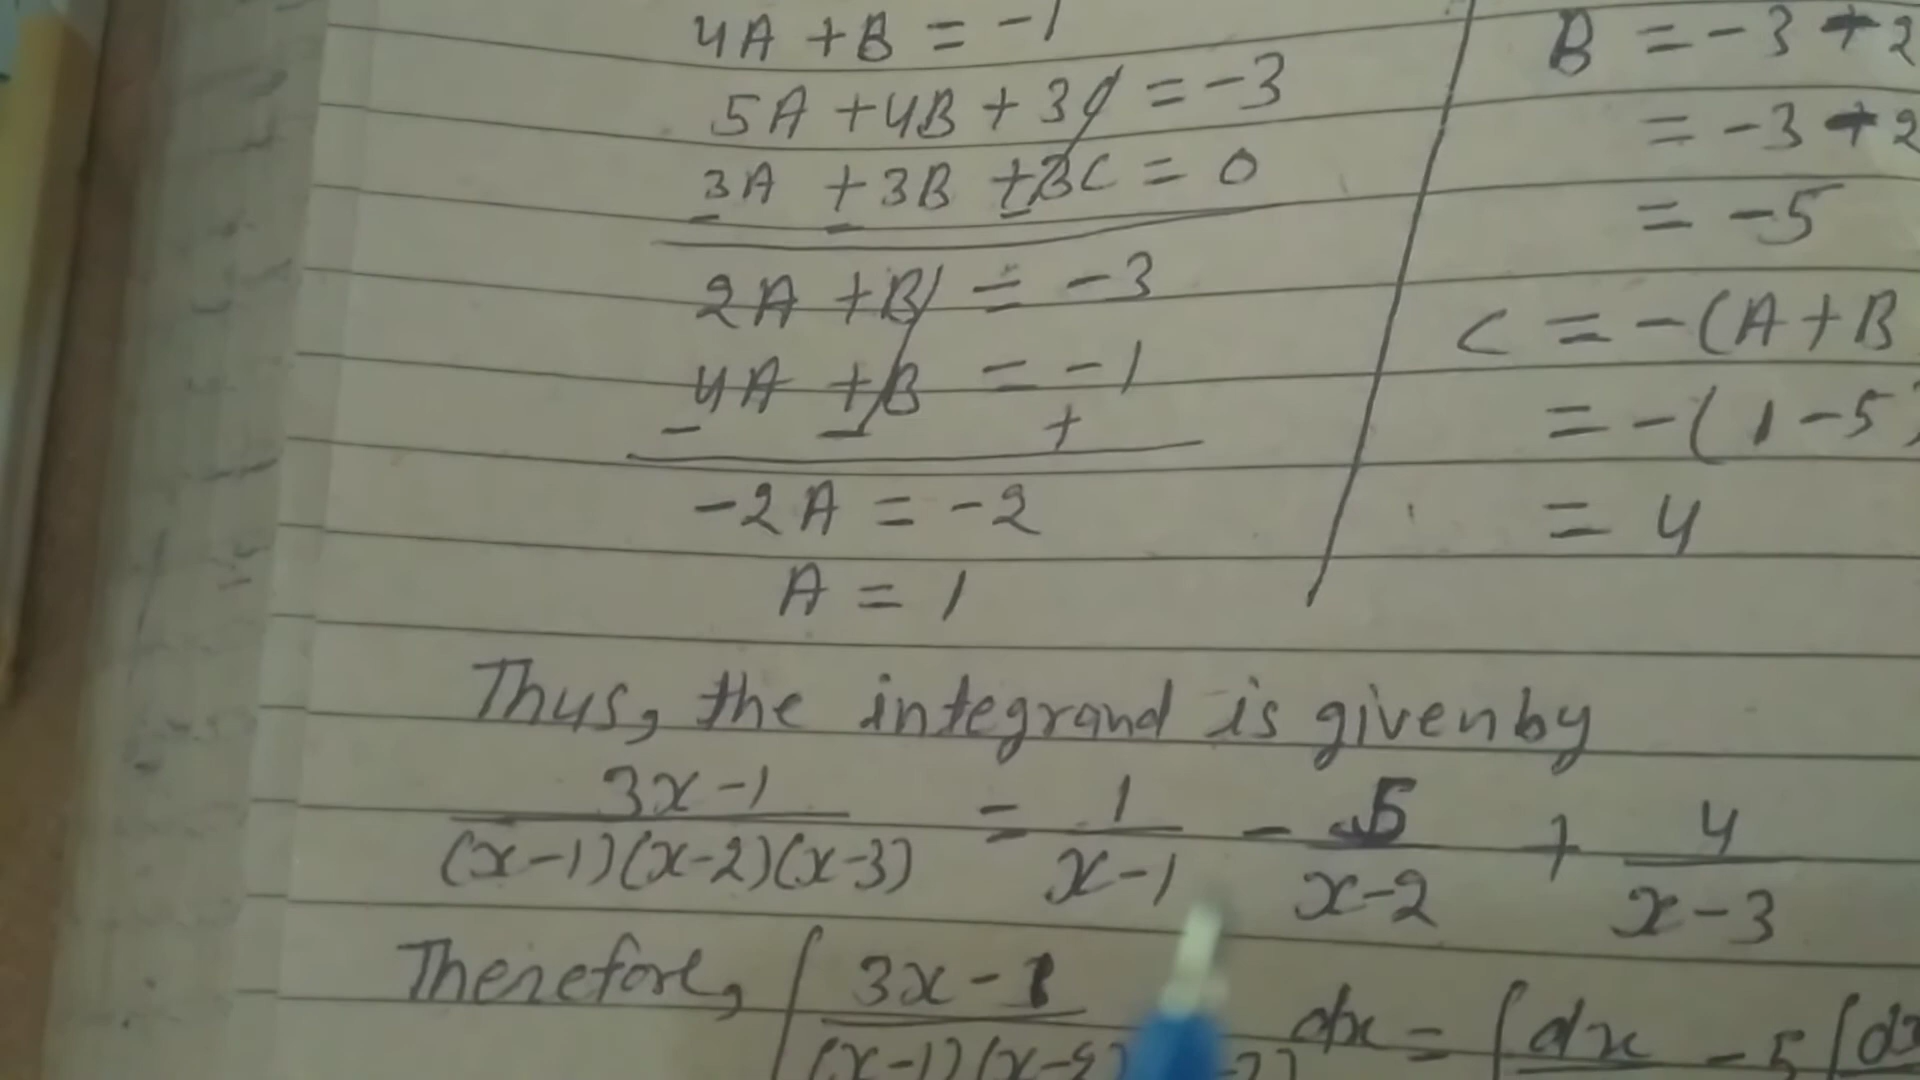 4A + B = -1
5A + 4B + 3C = -3
3A + 3B + 3C = 0
- - -
2A + B = -3
4A + B = -1
- - +
-2A = -2
A = 1
B = -3 + 2
= -3 + 2
= -5
C = -(A+B
= -(1-5)
= 4
Thus, the integrand is given by
3x-1 / (x-1)(x-2)(x-3) = 1 / x-1 - 5 / x-2 + 4 / x-3
Therefore, ∫ 3x-1 / (x-1)(x- dx = ∫ dx - 5 ∫ dx